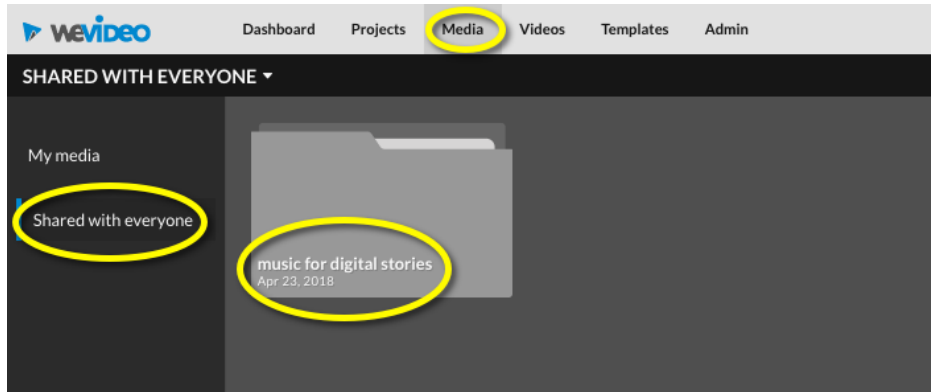 WeVIDEO Dashboard Projects Media Videos Templates Admin
SHARED WITH EVERYONE
My media
Shared with everyone
music for digital stories
Apr 23, 2018